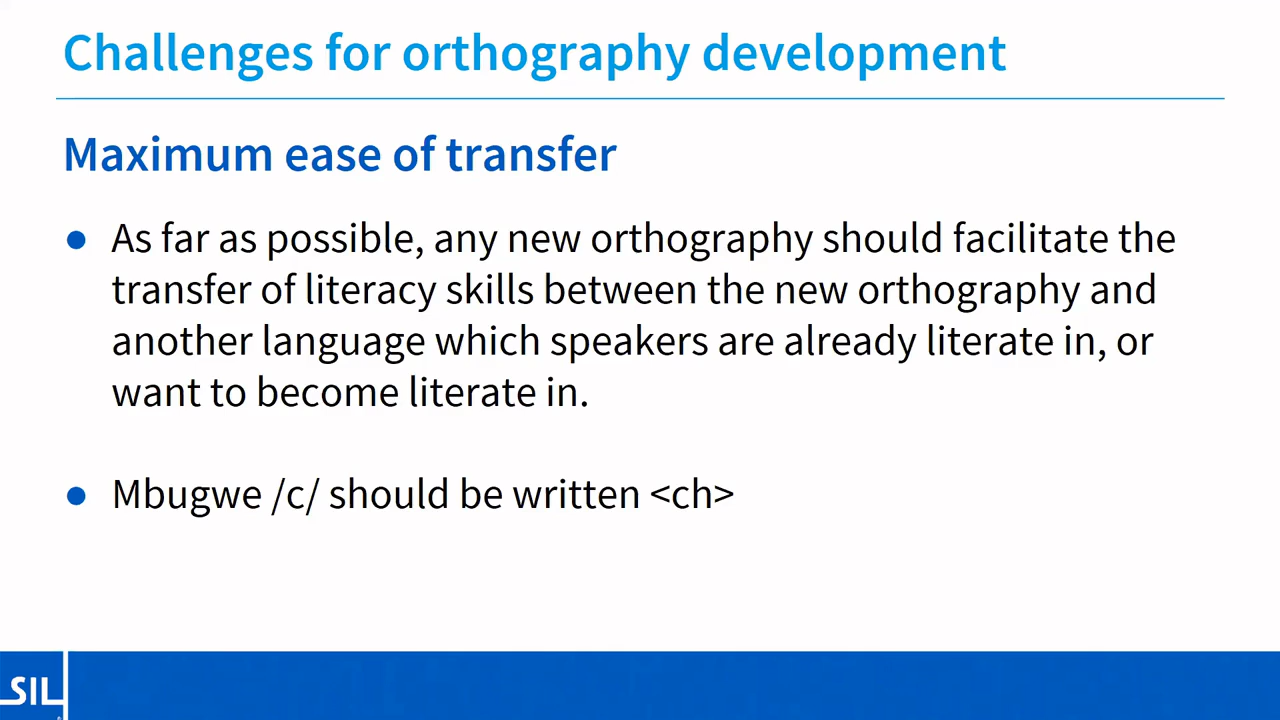 Challenges for orthography development
Maximum ease of transfer
● As far as possible, any new orthography should facilitate the
transfer of literacy skills between the new orthography and
another language which speakers are already literate in, or
want to become literate in.
● Mbugwe /c/ should be written <ch>
SIL